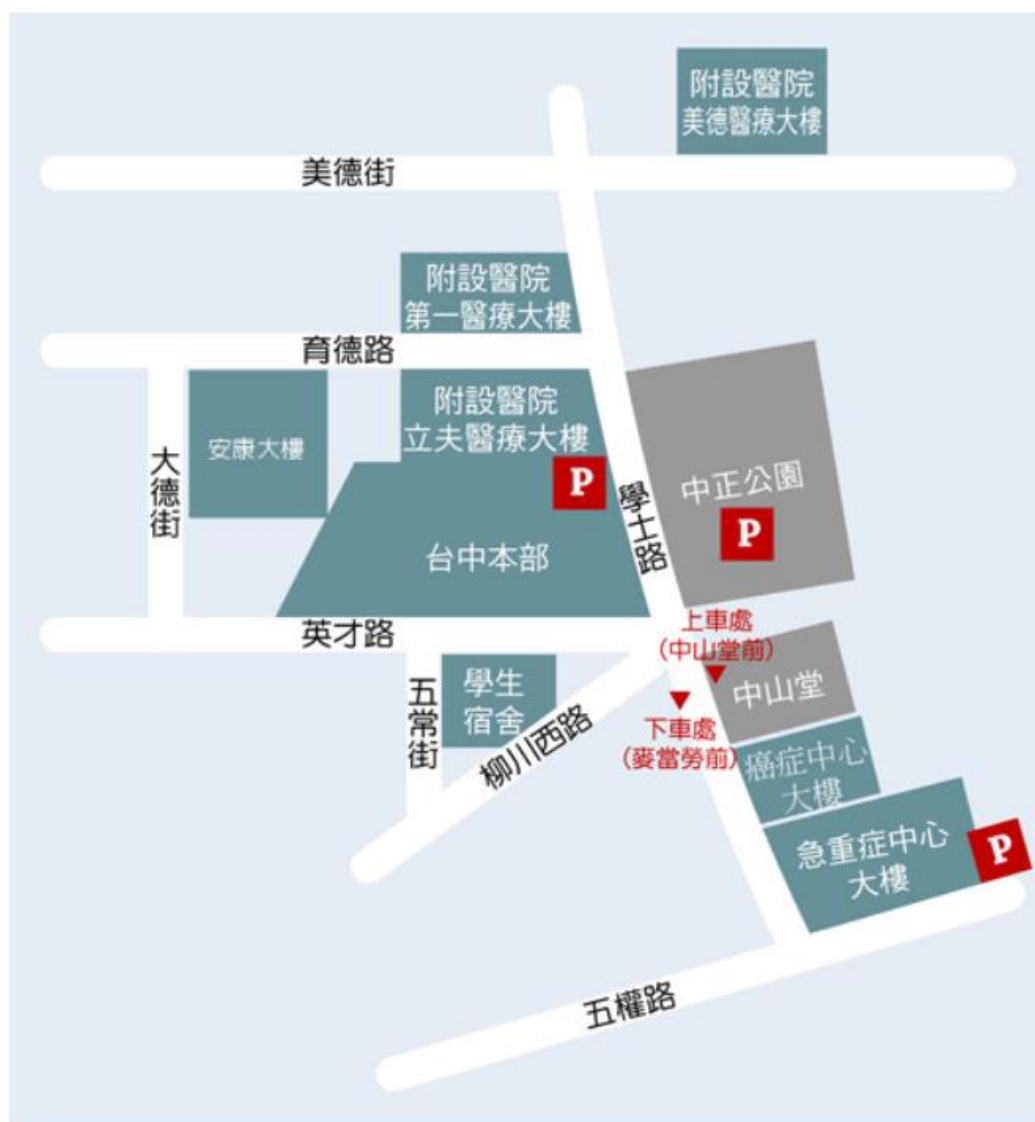 附設醫院
美德醫療大樓
美德街
附設醫院
第一醫療大樓
育德路
附設醫院
立夫醫療大樓
安康大樓
大德街
P
學士路
中正公園
P
台中本部
英才路
上車處
(中山堂前)
中山堂
學生
宿舍
五常街
柳川西路
下車處
(麥當勞前)
癌症中心
大樓
急重症中心
大樓
P
五權路